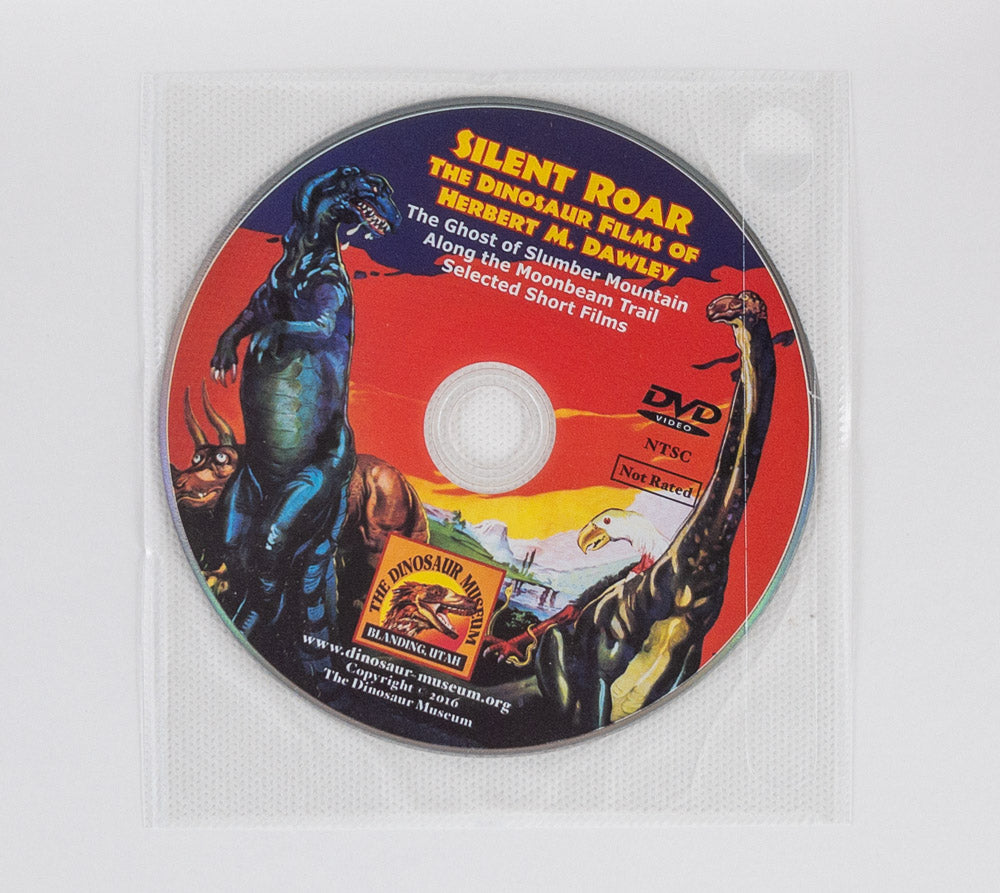 SILENT ROAR
THE DINOSAUR FILMS OF
HERBERT M. DAWLEY
The Ghost of Slumber Mountain
Along the Moonbeam Trail
Selected Short Films
DVD
VIDEO
NTSC
Not Rated
THE DINOSAUR MUSEUM
BLANDING, UTAH
www.dinosaur-museum.org
Copyright © 2016
The Dinosaur Museum